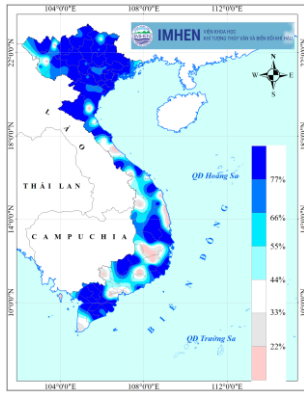 104°0'0"E 108°0'0"E 112°0'0"E
IMHEN
VIỆN KHOA HỌC
KHÍ TƯỢNG THỦY VĂN VÀ BIẾN ĐỔI KHÍ HẬU
22°0'0"N
18°0'0"N
14°0'0"N
10°0'0"N
W E
S
LÀO
THÁI LAN
CAMPUCHIA
QĐ Hoàng Sa
BIỂN ĐÔNG
QĐ Trường Sa
77%
66%
55%
44%
33%
22%
104°0'0"E 108°0'0"E 112°0'0"E